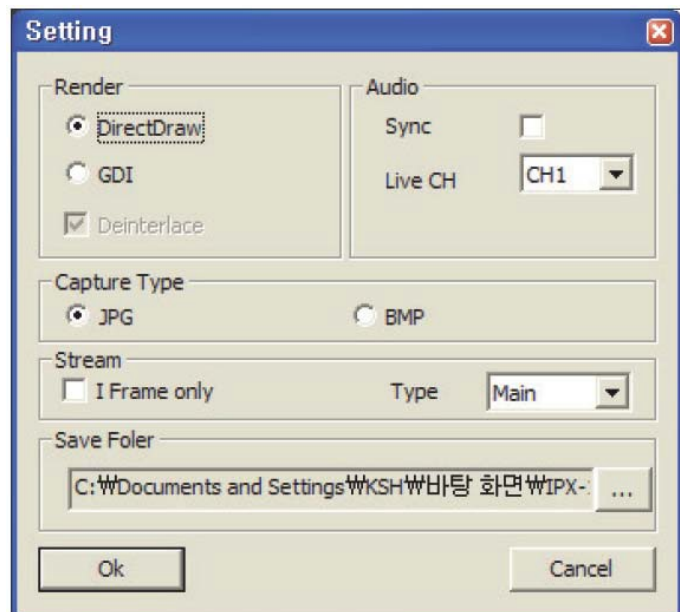 Setting
Render
DirectDraw
GDI
Deinterlace
Audio
Sync
Live CH CH1
Capture Type
JPG BMP
Stream
I Frame only Type Main
Save Foler
C:₩Documents and Settings₩KSH₩바탕 화면₩IPX- ...
Ok Cancel